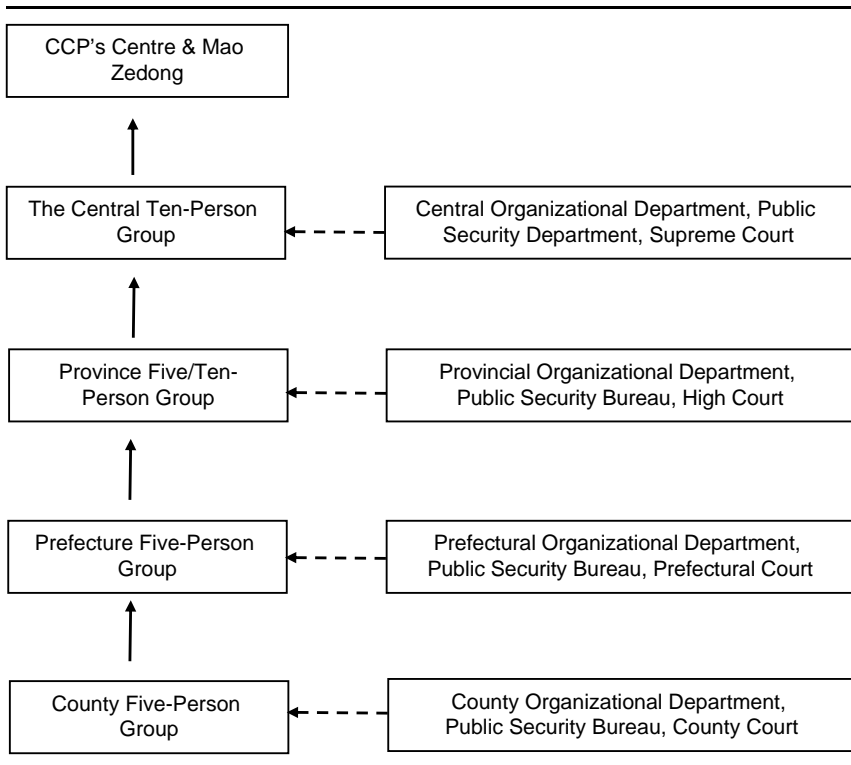 CCP's Centre & Mao
Zedong
The Central Ten-Person
Group
Central Organizational Department, Public
Security Department, Supreme Court
Province Five/Ten-
Person Group
Provincial Organizational Department,
Public Security Bureau, High Court
Prefecture Five-Person
Group
Prefectural Organizational Department,
Public Security Bureau, Prefectural Court
County Five-Person
Group
County Organizational Department,
Public Security Bureau, County Court